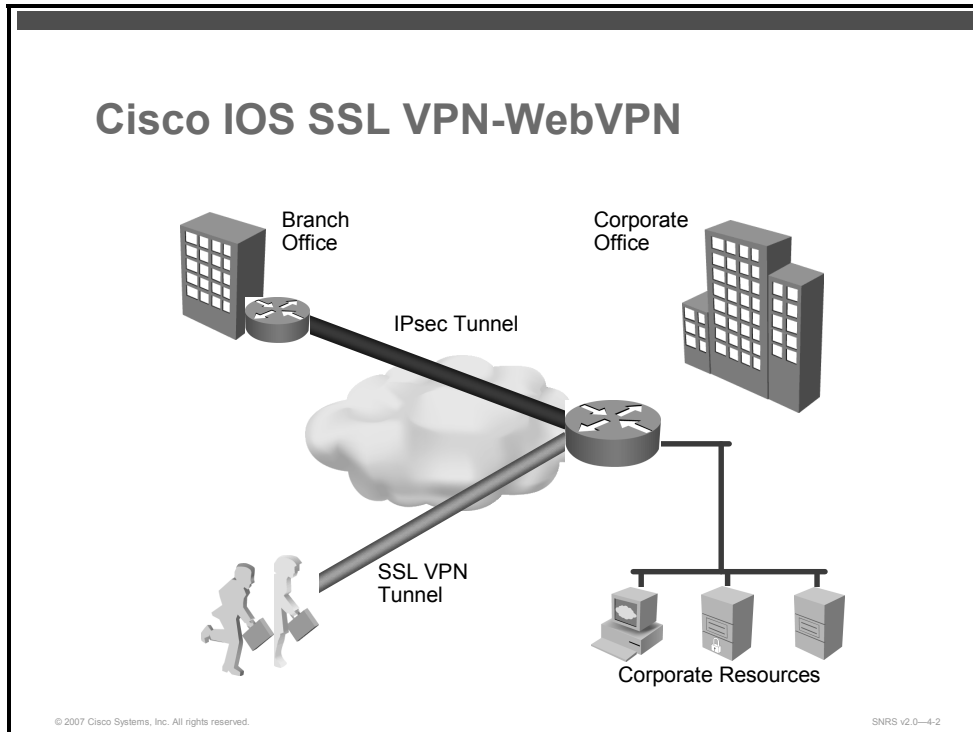 Cisco IOS SSL VPN-WebVPN
Branch
Office
Corporate
Office
IPsec Tunnel
SSL VPN
Tunnel
Corporate Resources
© 2007 Cisco Systems, Inc. All rights reserved.
SNRS v2.0—4-2